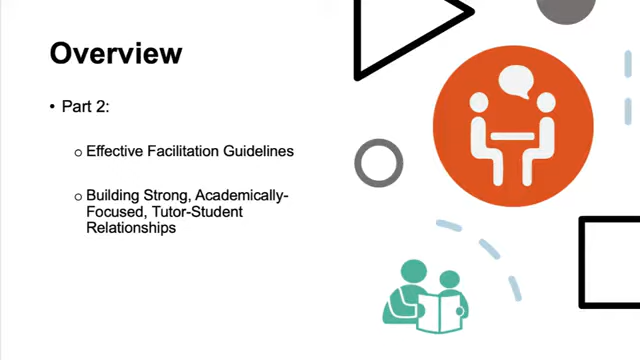 Overview
• Part 2:
o Effective Facilitation Guidelines
o Building Strong, Academically-
Focused, Tutor-Student
Relationships